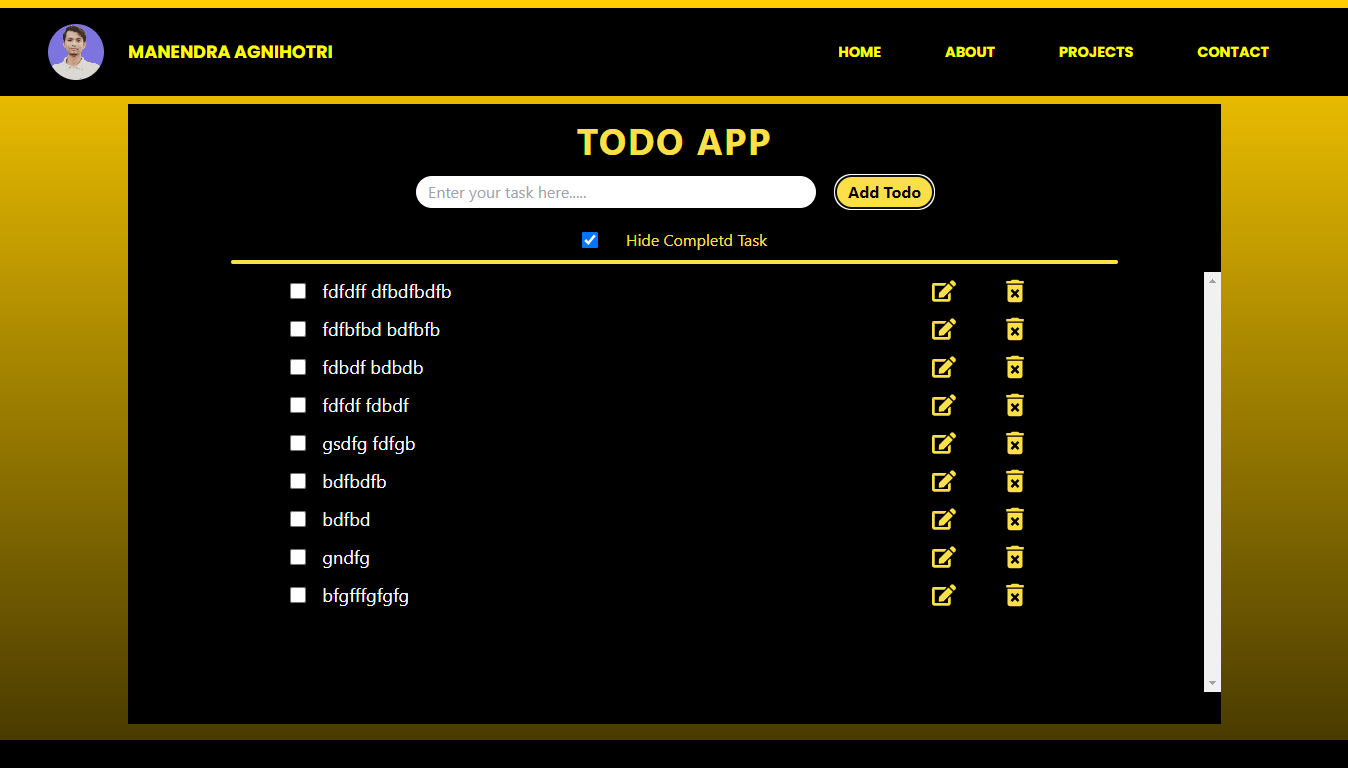 MANENDRA AGNIHOTRI
HOME ABOUT PROJECTS CONTACT
TODO APP
Enter your task here.....
Add Todo
Hide Completd Task
fdfdff dfbdfbdfb
fdfbfbd bdfbfb
fdbdf bdbdb
fdfdf fdbdf
gsdfg fdfgb
bdfbdfb
bdfbd
gndfg
bfgfffgfgfg